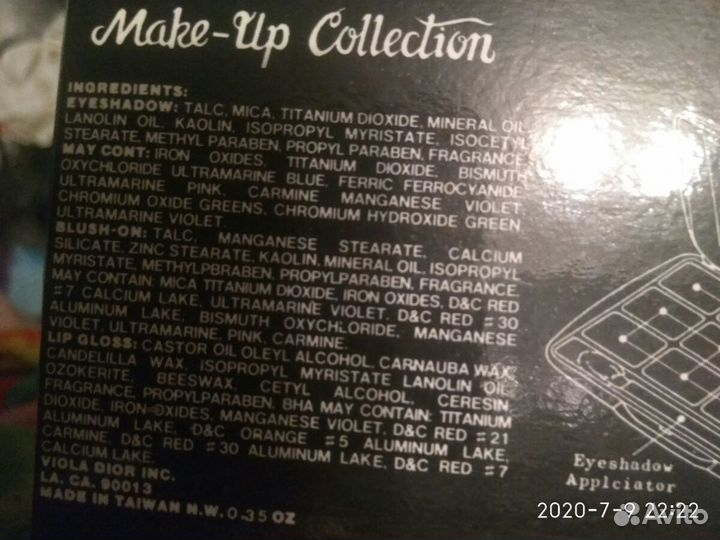 Make-Up Collection
INGREDIENTS:
EYESHADOW: TALC, MICA, TITANIUM DIOXIDE, MINERAL OIL
LANOLIN OIL, KAOLIN, ISOPROPYL MYRISTATE, ISOCETYL
STEARATE, METHYL PARABEN, PROPYL PARABEN, FRAGRANCE
MAY CONT: IRON OXIDES, TITANIUM DIOXIDE, BISMUTH
OXYCHLORIDE ULTRAMARINE BLUE, FERRIC FERROCYANIDE
ULTRAMARINE PINK, CARMINE MANGANESE VIOLET
CHROMIUM OXIDE GREENS, CHROMIUM HYDROXIDE GREEN
ULTRAMARINE VIOLET.
BLUSH-ON: TALC, MANGANESE STEARATE, CALCIUM
SILICATE, ZINC STEARATE, KAOLIN, MINERAL OIL, ISOPROPYL
MYRISTATE, METHYLPBRABEN, PROPYLPARABEN, FRAGRANCE
MAY CONTAIN: MICA TITANIUM DIOXIDE, IRON OXIDES, D&C RED
#7 CALCIUM LAKE, ULTRAMARINE VIOLET, D&C RED #30
ALUMINUM LAKE, BISMUTH OXYCHLORIDE, MANGANESE
VIOLET, ULTRAMARINE, PINK, CARMINE.
LIP GLOSS: CASTOR OIL OLEYL ALCOHOL, CARNAUBA WAX,
CANDELILLA WAX, ISOPROPYL MYRISTATE LANOLIN OIL
OZOKERITE, BEESWAX, CETYL ALCOHOL, CERESIN,
FRAGRANCE, PROPYLPARABEN, BHA MAY CONTAIN: TITANIUM
DIOXIDE, IRON OXIDES, MANGANESE VIOLET, D&C RED #21
ALUMINUM LAKE, D&C ORANGE #5 ALUMINUM LAKE,
CARMINE, D&C RED #30 ALUMINUM LAKE, D&C RED #7
CALCIUM LAKE.
VIOLA DIOR INC.
LA. CA. 90013
MADE IN TAIWAN N.W. 0.35 OZ
Eyeshadow
Applciator
2020-7-9 22:22
Avito